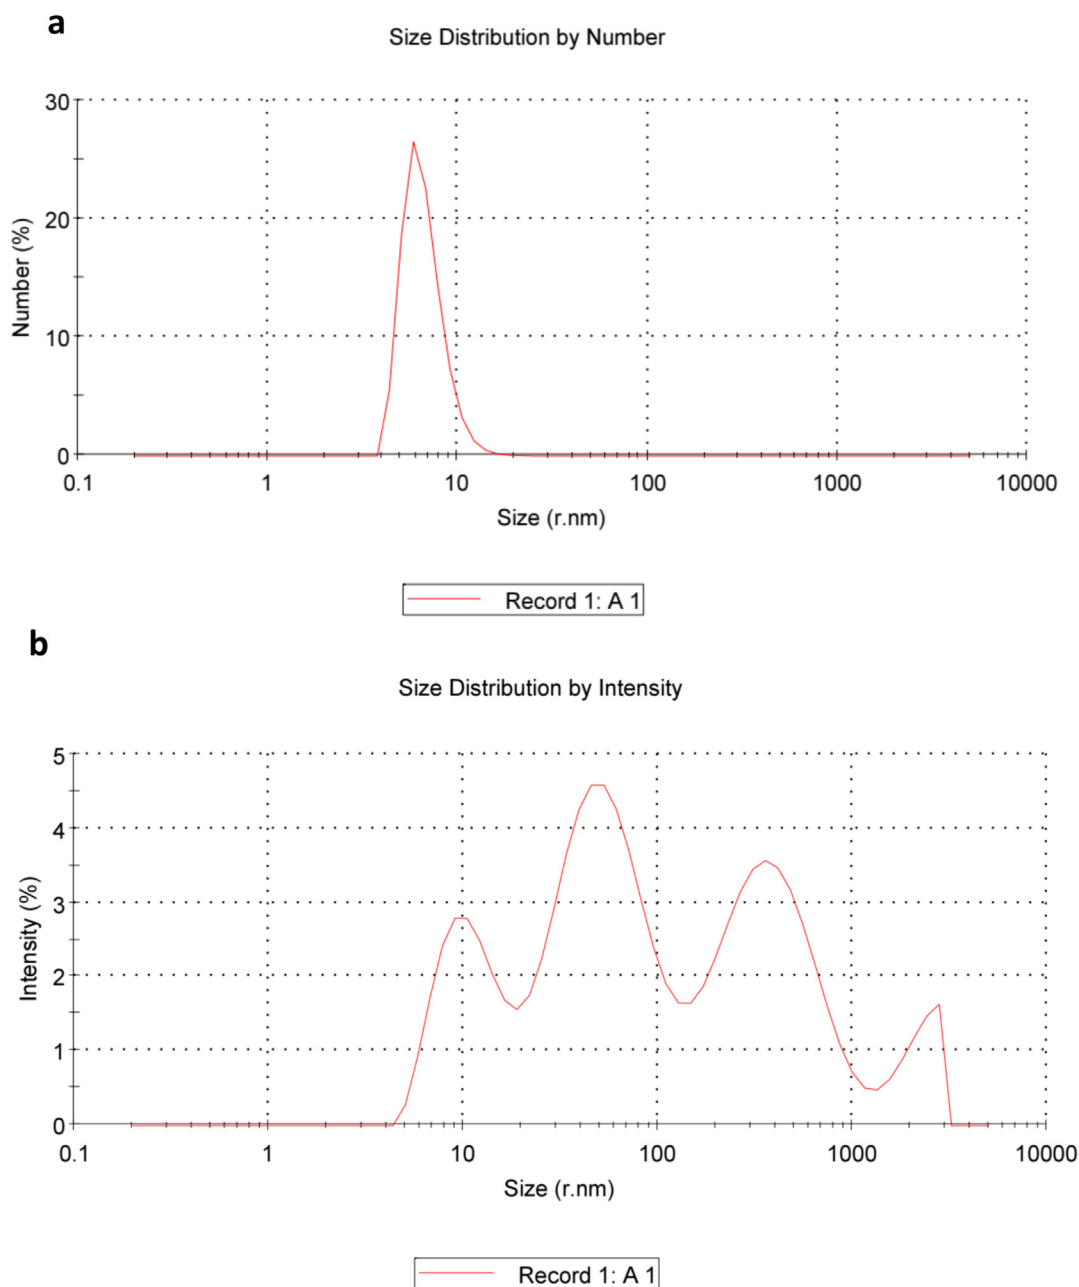 a
Size Distribution by Number
30
20
10
0
Number (%)
0.1 1 10 100 1000 10000
Size (r.nm)
Record 1: A 1
b
Size Distribution by Intensity
5
4
3
2
1
0
Intensity (%)
0.1 1 10 100 1000 10000
Size (r.nm)
Record 1: A 1